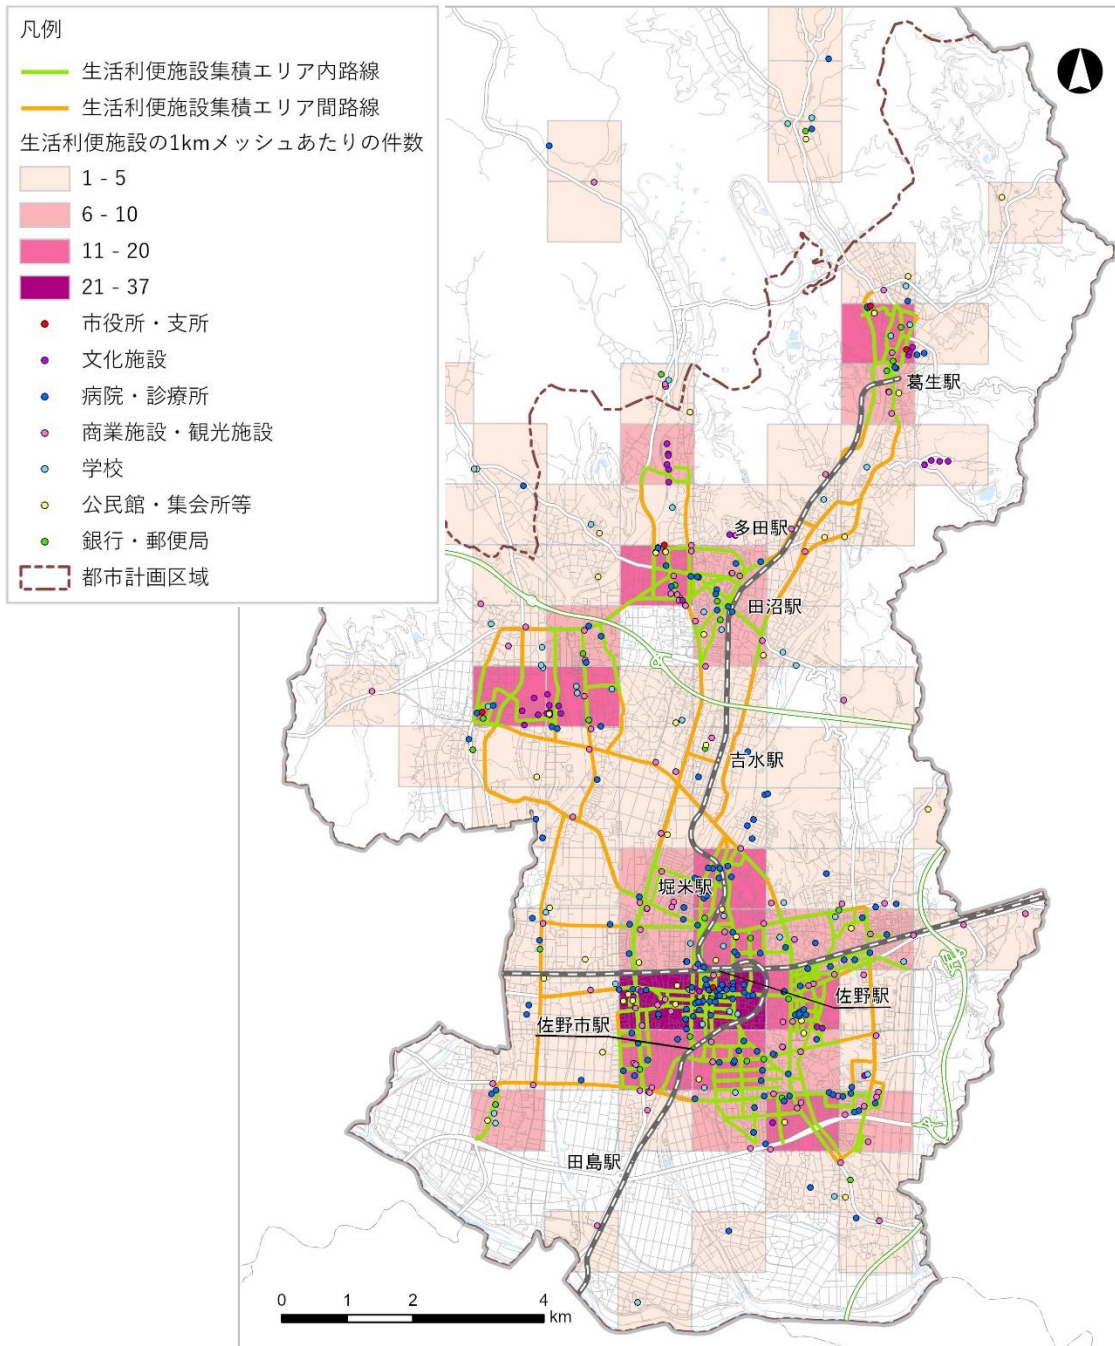 凡例
生活利便施設集積エリア内路線
生活利便施設集積エリア間路線
生活利便施設の1kmメッシュあたりの件数
1 - 5
6 - 10
11 - 20
21 - 37
市役所・支所
文化施設
病院・診療所
商業施設・観光施設
学校
公民館・集会所等
銀行・郵便局
都市計画区域
葛生駅
多田駅
田沼駅
吉水駅
堀米駅
佐野駅
佐野市駅
田島駅
0 1 2 4
km